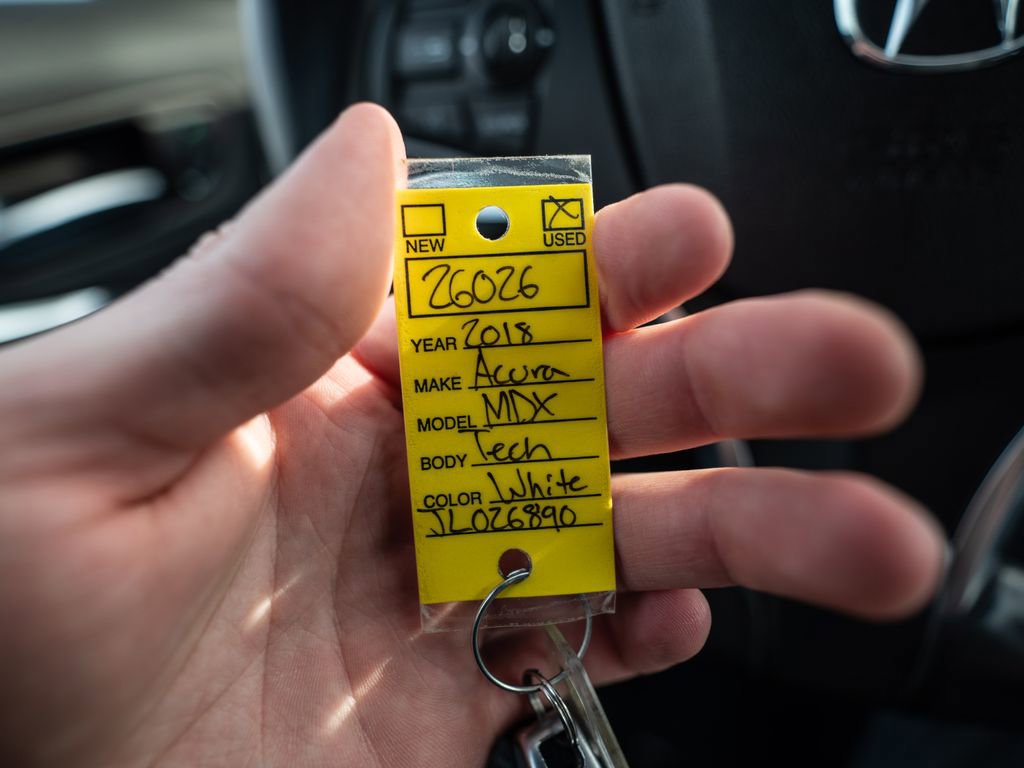 NEW USED
26026
YEAR 2018
MAKE Acura
MODEL MDX
BODY Tech
COLOR White
JL026890